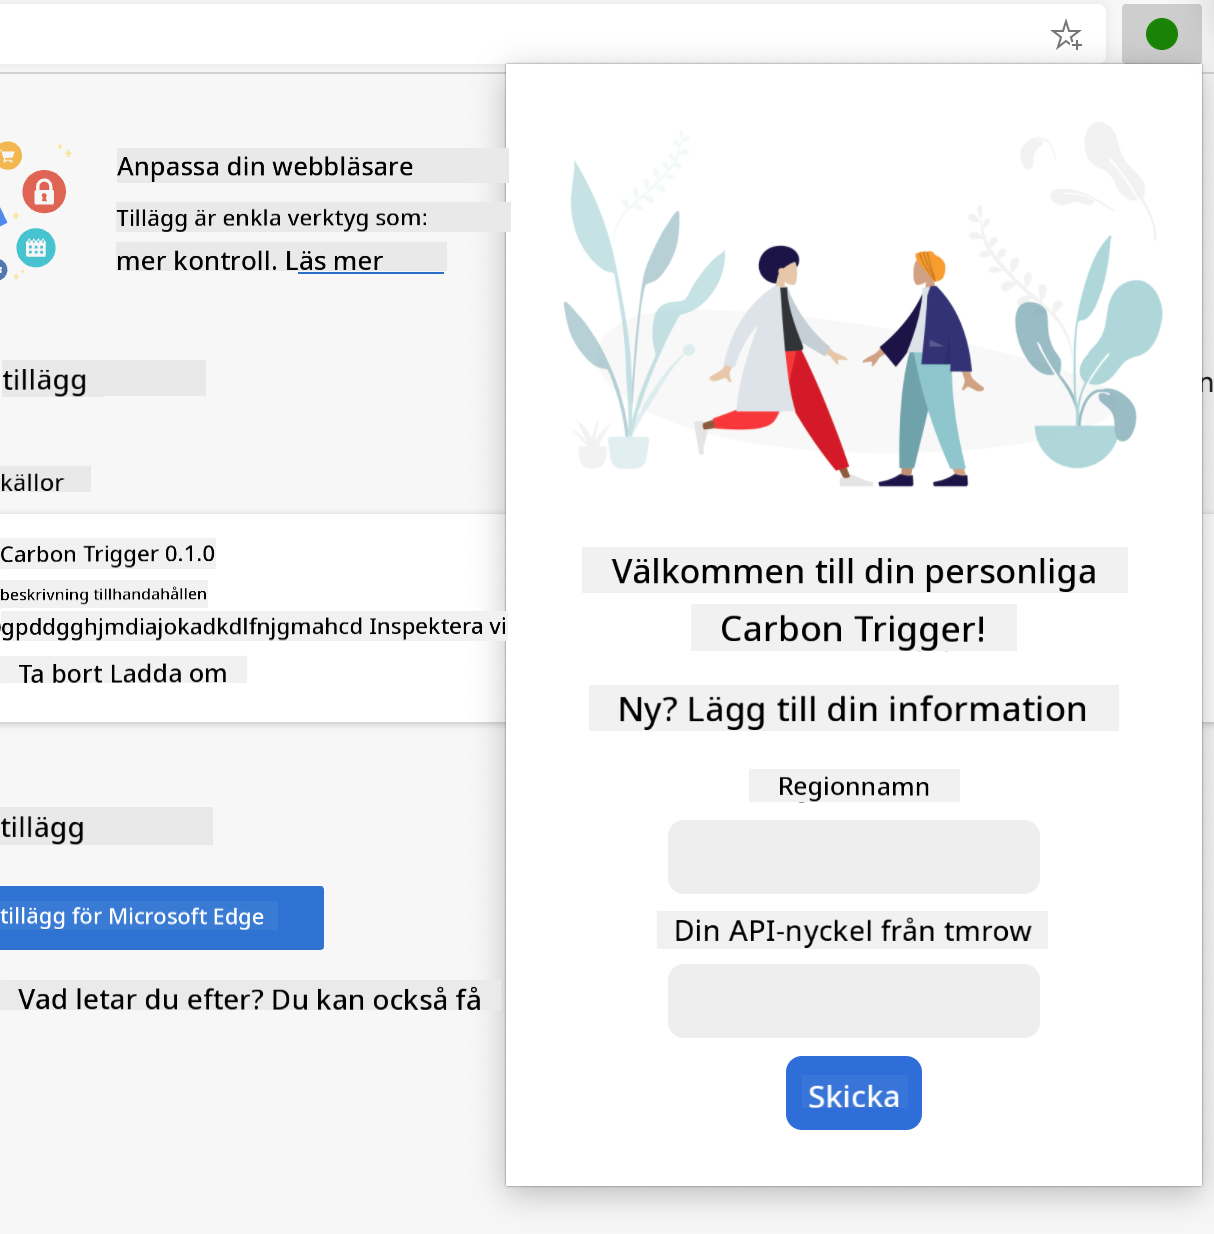 Anpassa din webbläsare
Tillägg är enkla verktyg som:
mer kontroll. Läs mer
tillägg
källor
Carbon Trigger 0.1.0
beskrivning tillhandahållen
gpddgghjmdiajokadkdlfnjgmahcd Inspektera vi
Ta bort Ladda om
tillägg
tillägg för Microsoft Edge
Vad letar du efter? Du kan också få
Välkommen till din personliga
Carbon Trigger!
Ny? Lägg till din information
Regionnamn
Din API-nyckel från tmrow
Skicka